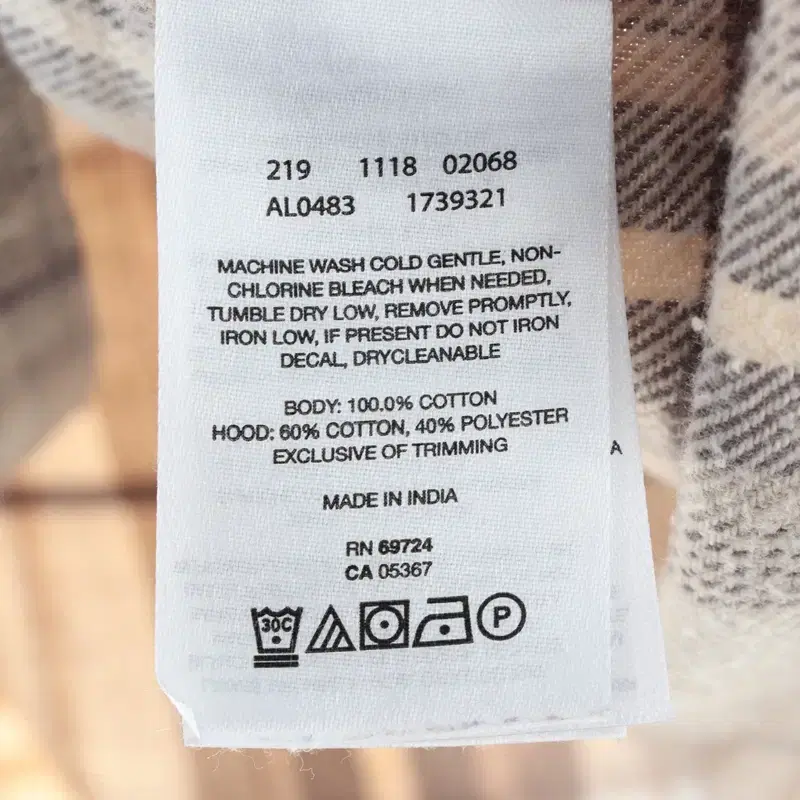 219 1118 02068
AL0483 1739321
MACHINE WASH COLD GENTLE, NON-
CHLORINE BLEACH WHEN NEEDED,
TUMBLE DRY LOW, REMOVE PROMPTLY,
IRON LOW, IF PRESENT DO NOT IRON
DECAL, DRYCLEANABLE
BODY: 100.0% COTTON
HOOD: 60% COTTON, 40% POLYESTER
EXCLUSIVE OF TRIMMING
A
MADE IN INDIA
RN 69724
CA 05367
30C P